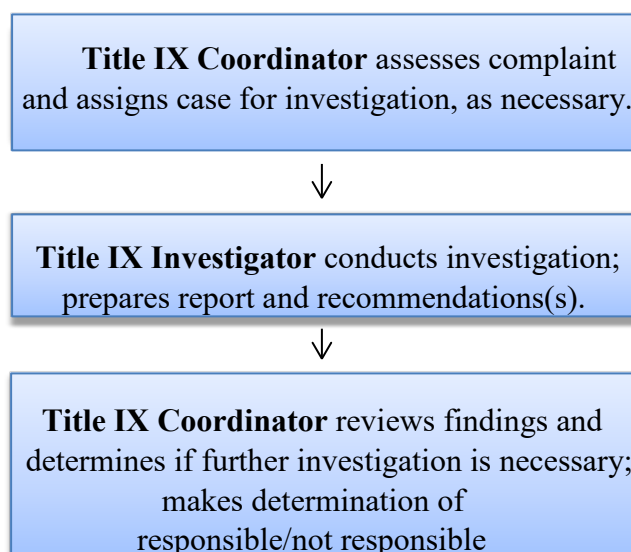 Title IX Coordinator assesses complaint
and assigns case for investigation, as necessary.
Title IX Investigator conducts investigation;
prepares report and recommendations(s).
Title IX Coordinator reviews findings and
determines if further investigation is necessary;
makes determination of
responsible/not responsible